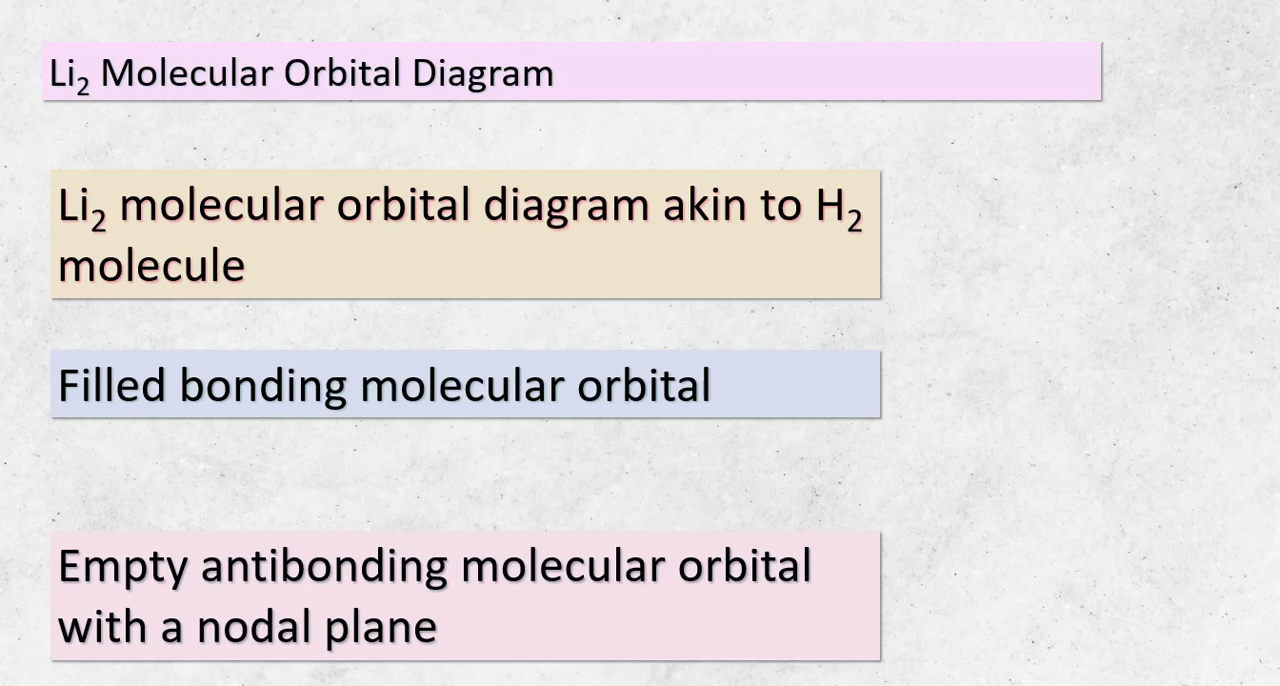 Li₂ Molecular Orbital Diagram
Li₂ molecular orbital diagram akin to H₂
molecule
Filled bonding molecular orbital
Empty antibonding molecular orbital
with a nodal plane